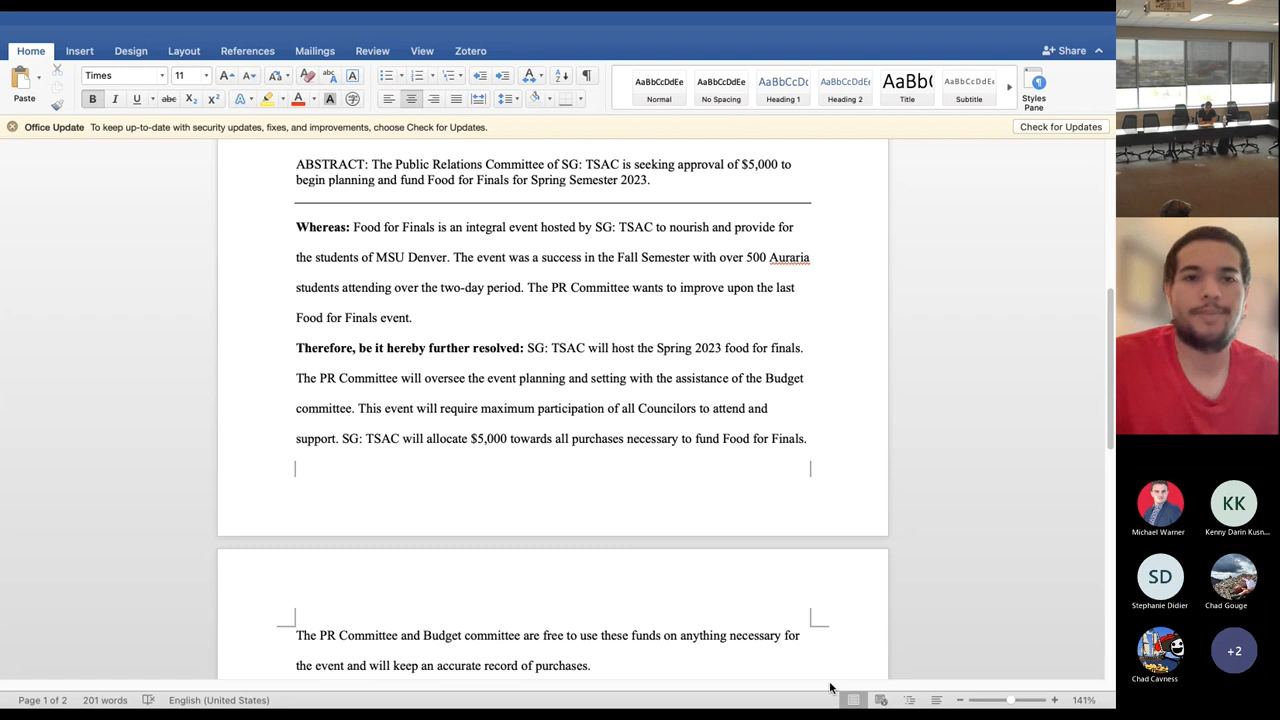 Home Insert Design Layout References Mailings Review View Zotero Share
Paste Times 11 AaBbCcDdEe AaBbCcDdEe AaBbCcDc AaBbCcDdEe AaBb( AaBbCcDdEe
Normal No Spacing Heading 1 Heading 2 Title Subtitle Styles Pane
Office Update To keep up-to-date with security updates, fixes, and improvements, choose Check for Updates. Check for Updates
ABSTRACT: The Public Relations Committee of SG: TSAC is seeking approval of $5,000 to
begin planning and fund Food for Finals for Spring Semester 2023.
Whereas: Food for Finals is an integral event hosted by SG: TSAC to nourish and provide for
the students of MSU Denver. The event was a success in the Fall Semester with over 500 Auraria
students attending over the two-day period. The PR Committee wants to improve upon the last
Food for Finals event.
Therefore, be it hereby further resolved: SG: TSAC will host the Spring 2023 food for finals.
The PR Committee will oversee the event planning and setting with the assistance of the Budget
committee. This event will require maximum participation of all Councilors to attend and
support. SG: TSAC will allocate $5,000 towards all purchases necessary to fund Food for Finals.
The PR Committee and Budget committee are free to use these funds on anything necessary for
the event and will keep an accurate record of purchases.
Page 1 of 2 201 words English (United States) 141%
KK
Michael Warner Kenny Darin Kusn...
SD
Stephanie Didier Chad Gouge
+2
Chad Cavness